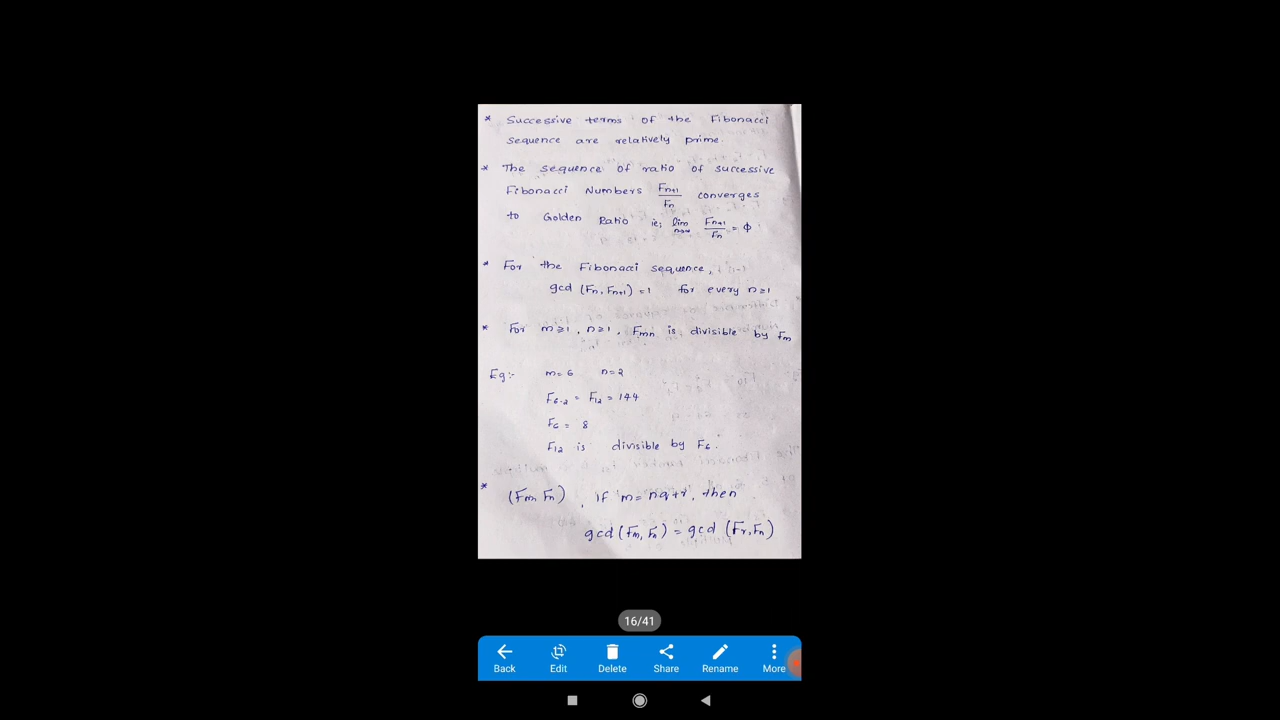 * Successive terms of the Fibonacci
sequence are relatively prime.
* The sequence of ratio of successive
Fibonacci Numbers Fn+1/Fn converges
to Golden Ratio ie; lim n→∞ Fn+1/Fn = Φ
* For the Fibonacci sequence,
gcd (Fn, Fn+1) = 1 for every n≥1
* For m≥1, n≥1, Fmn is divisible by Fm
Eg:- m=6 n=2
F6·2 = F12 = 144
F6 = 8
F12 is divisible by F6.
* (Fm, Fn), if m=nq+r, then
gcd (Fm, Fn) = gcd (Fr, Fn)
16/41
Back Edit Delete Share Rename More